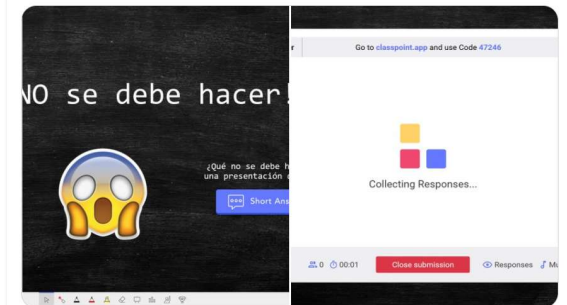 NO se debe hacer!
¿Qué no se debe h
una presentación
Short Ans
r
Go to classpoint.app and use Code 47246
Collecting Responses...
0 00:01 Close submission Responses Mu